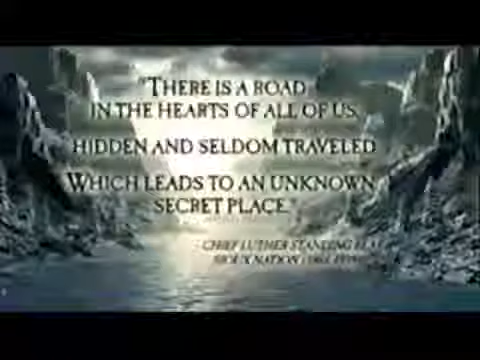 "THERE IS A ROAD
IN THE HEARTS OF ALL OF US,
HIDDEN AND SELDOM TRAVELED
WHICH LEADS TO AN UNKNOWN
SECRET PLACE."
- CHIEF LUTHER STANDING BEAR
SIOUX NATION